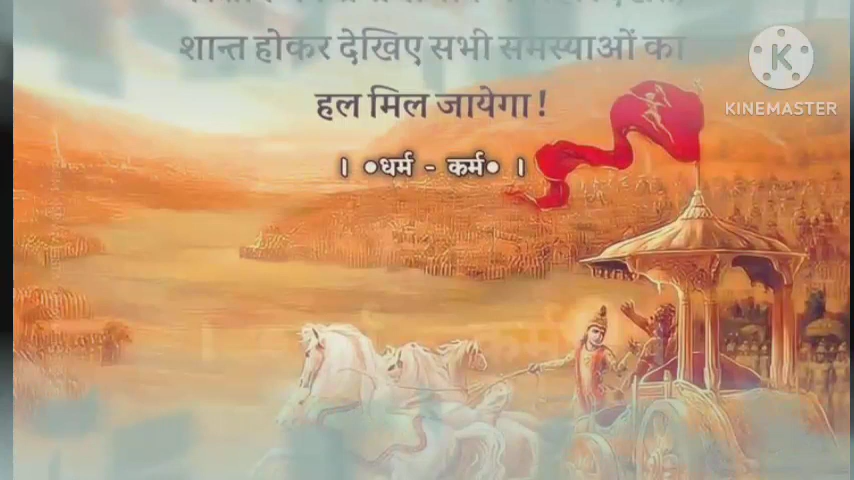 शान्त होकर देखिए सभी समस्याओं का
हल मिल जायेगा!
। •धर्म - कर्म• ।
KINEMASTER